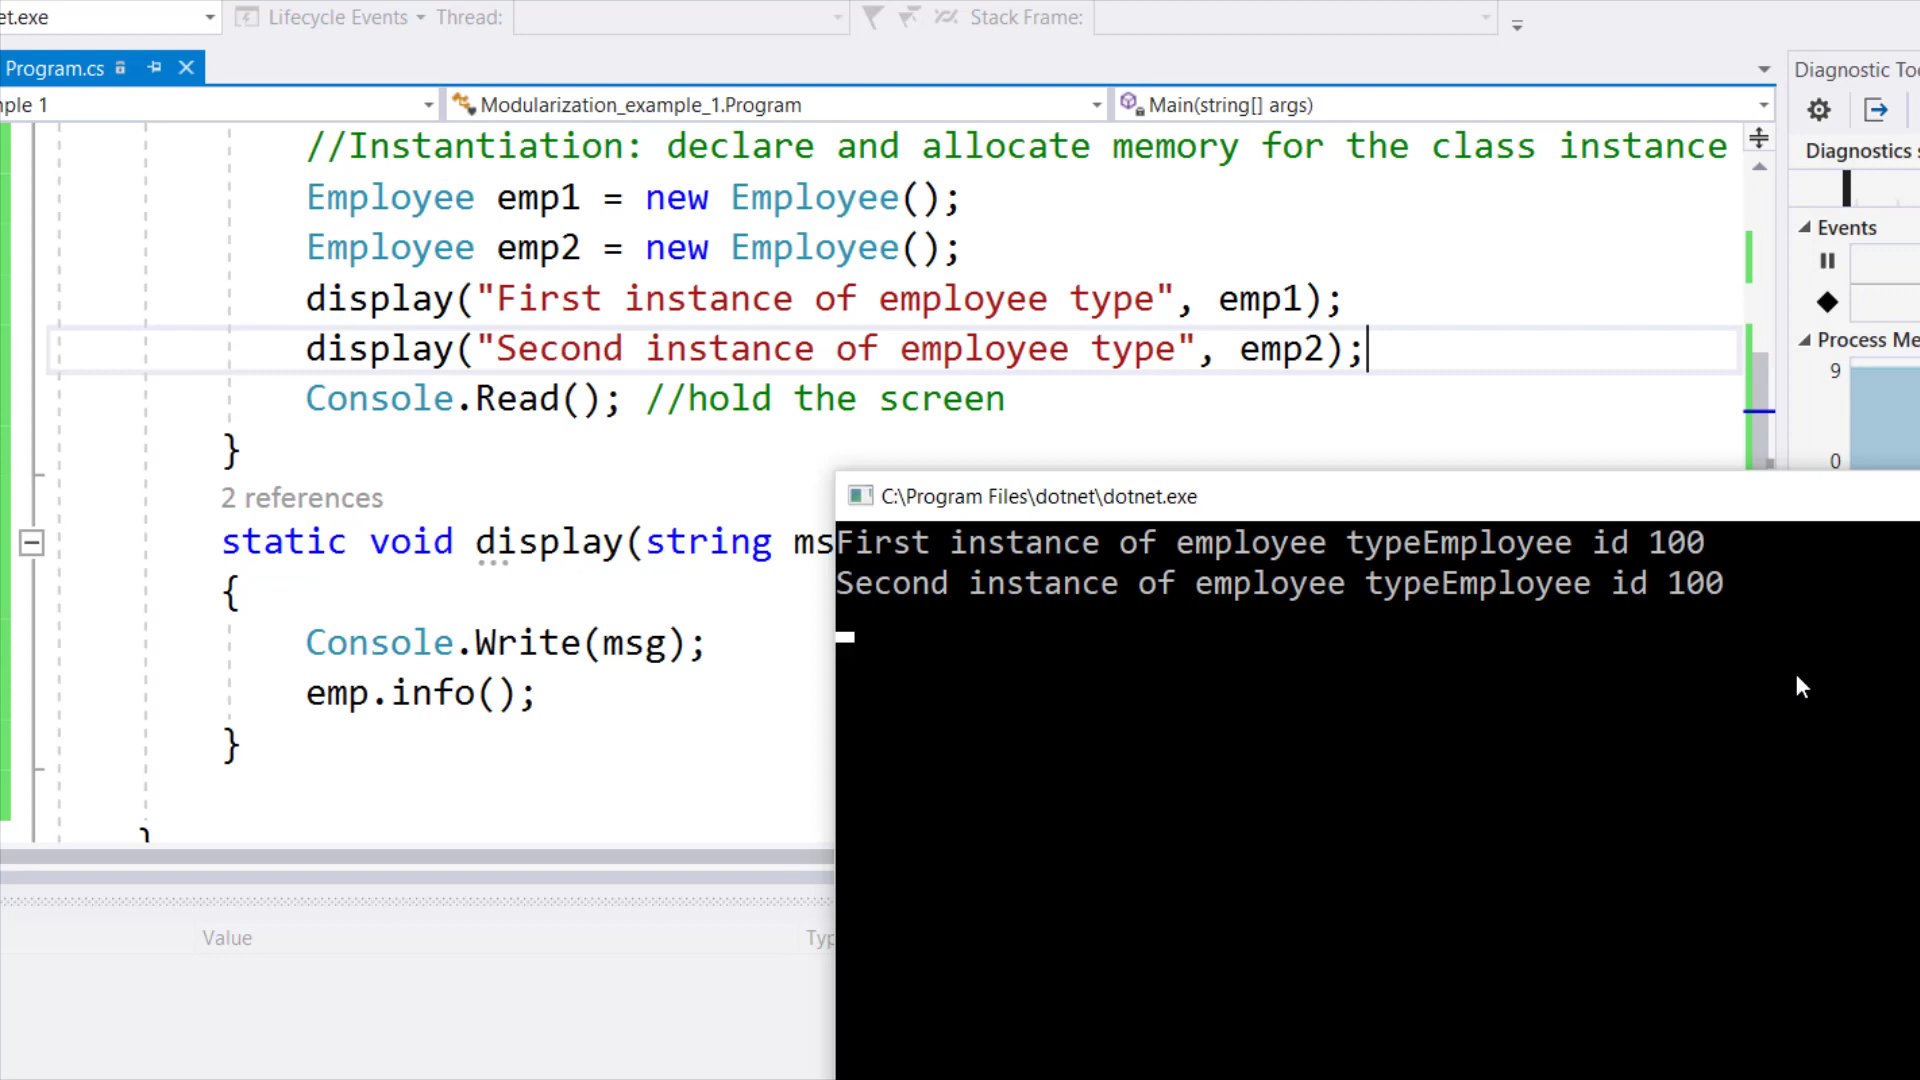 et.exe Lifecycle Events Thread: Stack Frame:
Program.cs Diagnostic Too
nple 1 Modularization_example_1.Program Main(string[] args)
//Instantiation: declare and allocate memory for the class instance
Diagnostics s
Employee emp1 = new Employee();
Events
Employee emp2 = new Employee();
display("First instance of employee type", emp1);
Process Me
display("Second instance of employee type", emp2);
9
Console.Read(); //hold the screen
}
0
2 references
C:\Program Files\dotnet\dotnet.exe
static void display(string ms
First instance of employee typeEmployee id 100
Second instance of employee typeEmployee id 100
{
Console.Write(msg);
emp.info();
}
}
Value Typ